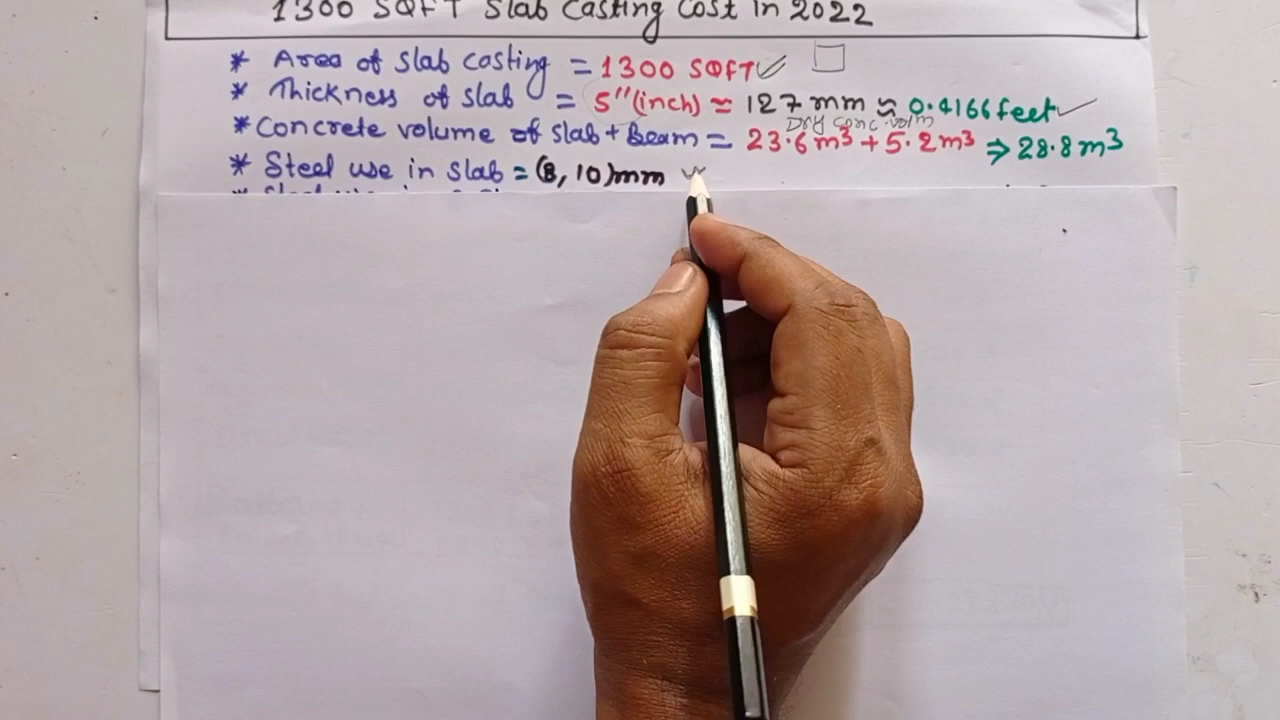 1300 SQFT Slab Casting Cost in 2022
* Area of slab casting = 1300 SQFT ✓
* Thickness of slab = 5"(inch) ≈ 127 mm ≈ 0.4166 feet ✓
Dry Conc. volm
* Concrete volume of slab + Beam = 23.6 m³ + 5.2 m³ ⇒ 28.8 m³
* Steel use in slab = (8, 10) mm